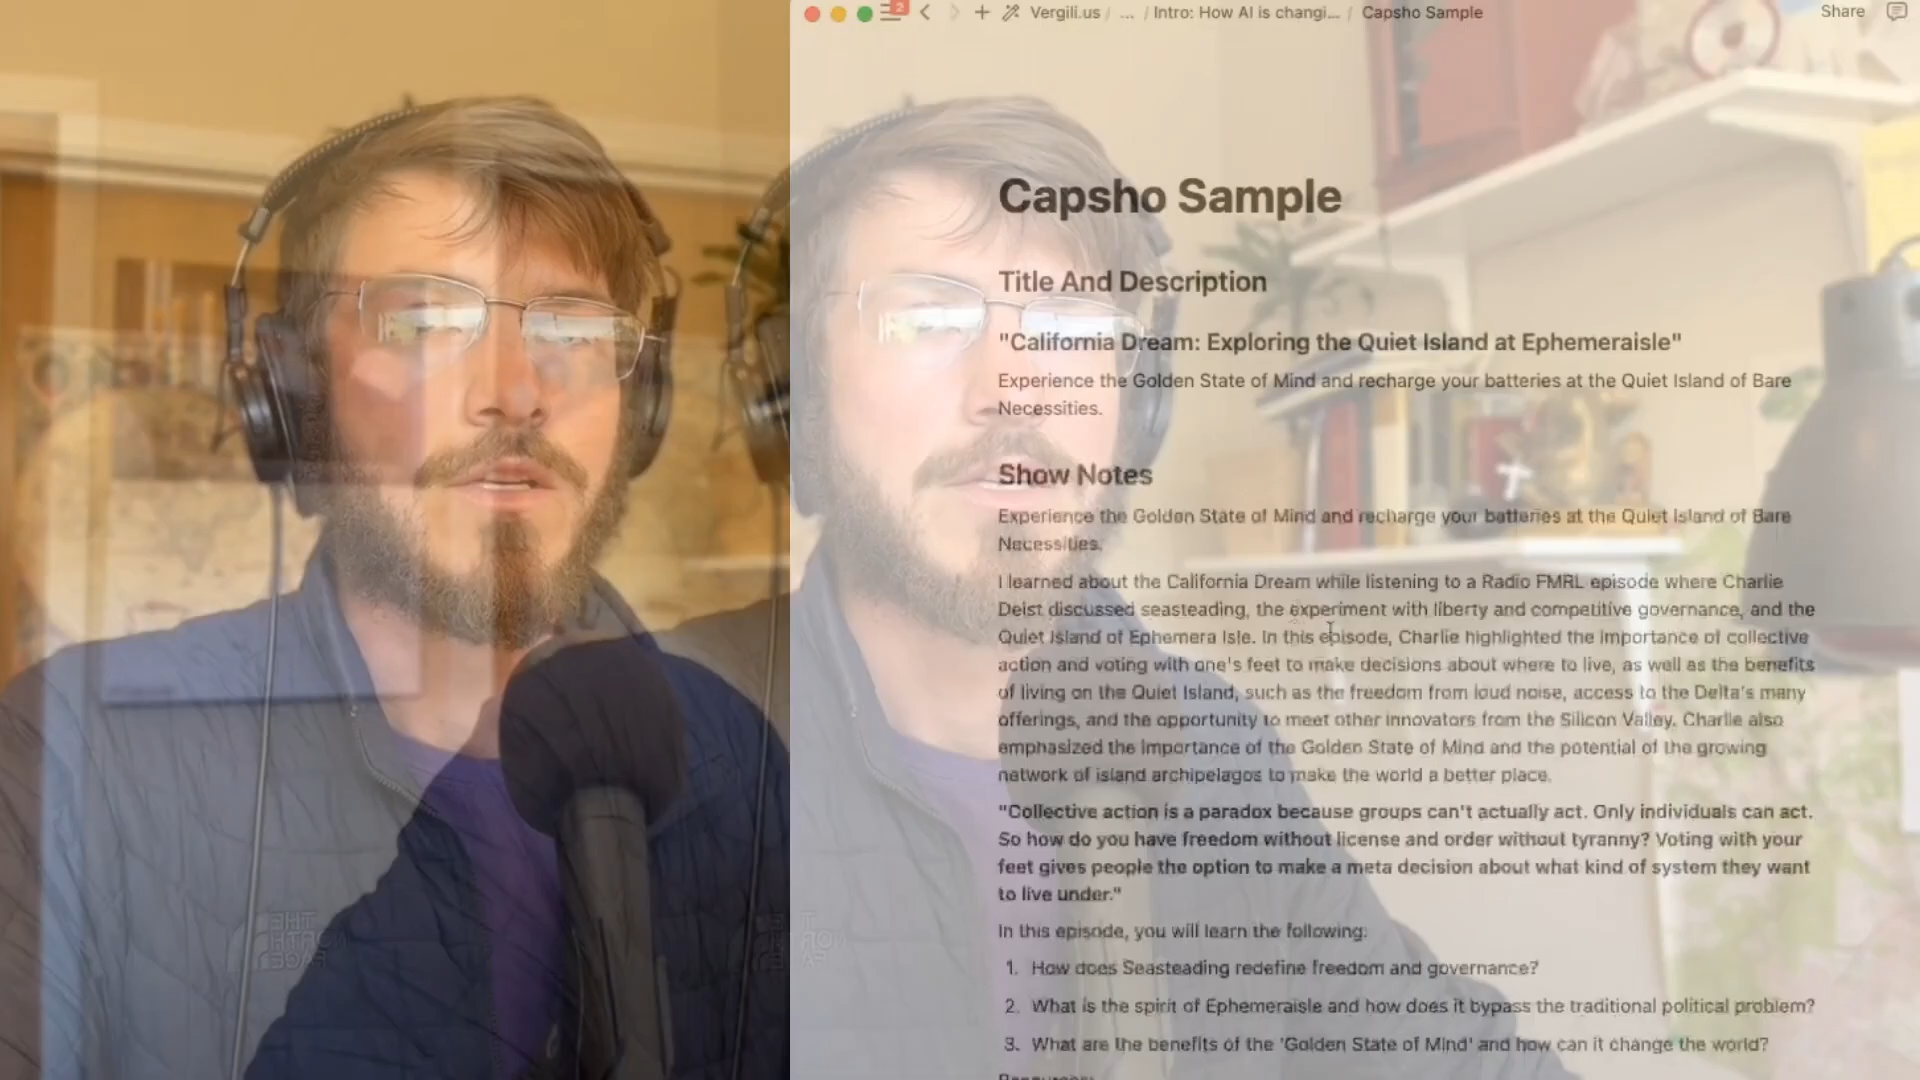 2
Vergili.us / ... / Intro: How AI is changi... / Capsho Sample
Share
Capsho Sample
Title And Description
"California Dream: Exploring the Quiet Island at Ephemeraisle"
Experience the Golden State of Mind and recharge your batteries at the Quiet Island of Bare
Necessities.
Show Notes
Experience the Golden State of Mind and recharge your batteries at the Quiet Island of Bare
Necessities.
I learned about the California Dream while listening to a Radio FMRL episode where Charlie
Deist discussed seasteading, the experiment with liberty and competitive governance, and the
Quiet Island of Ephemera Isle. In this episode, Charlie highlighted the importance of collective
action and voting with one's feet to make decisions about where to live, as well as the benefits
of living on the Quiet Island, such as the freedom from loud noise, access to the Delta's many
offerings, and the opportunity to meet other innovators from the Silicon Valley. Charlie also
emphasized the importance of the Golden State of Mind and the potential of the growing
network of island archipelagos to make the world a better place.
"Collective action is a paradox because groups can't actually act. Only individuals can act.
So how do you have freedom without license and order without tyranny? Voting with your
feet gives people the option to make a meta decision about what kind of system they want
to live under."
In this episode, you will learn the following:
1. How does Seasteading redefine freedom and governance?
2. What is the spirit of Ephemeraisle and how does it bypass the traditional political problem?
3. What are the benefits of the 'Golden State of Mind' and how can it change the world?
THE
NORTH
FACE